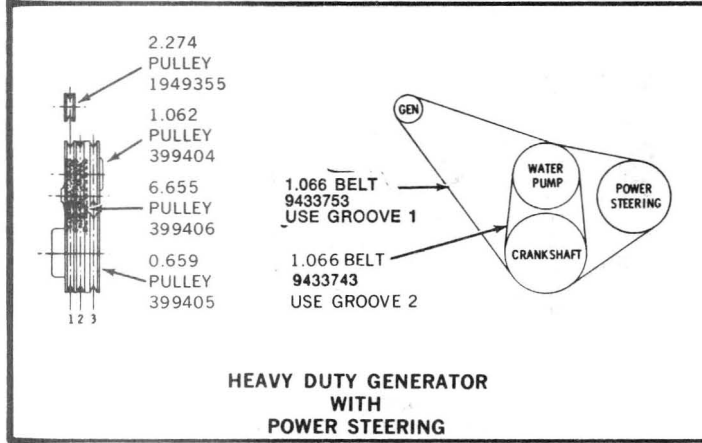 2.274
PULLEY
1949355
1.062
PULLEY
399404
6.655
PULLEY
399406
0.659
PULLEY
399405
1 2 3
GEN
WATER
PUMP
POWER
STEERING
CRANKSHAFT
1.066 BELT
9433753
USE GROOVE 1
1.066 BELT
9433743
USE GROOVE 2
HEAVY DUTY GENERATOR
WITH
POWER STEERING